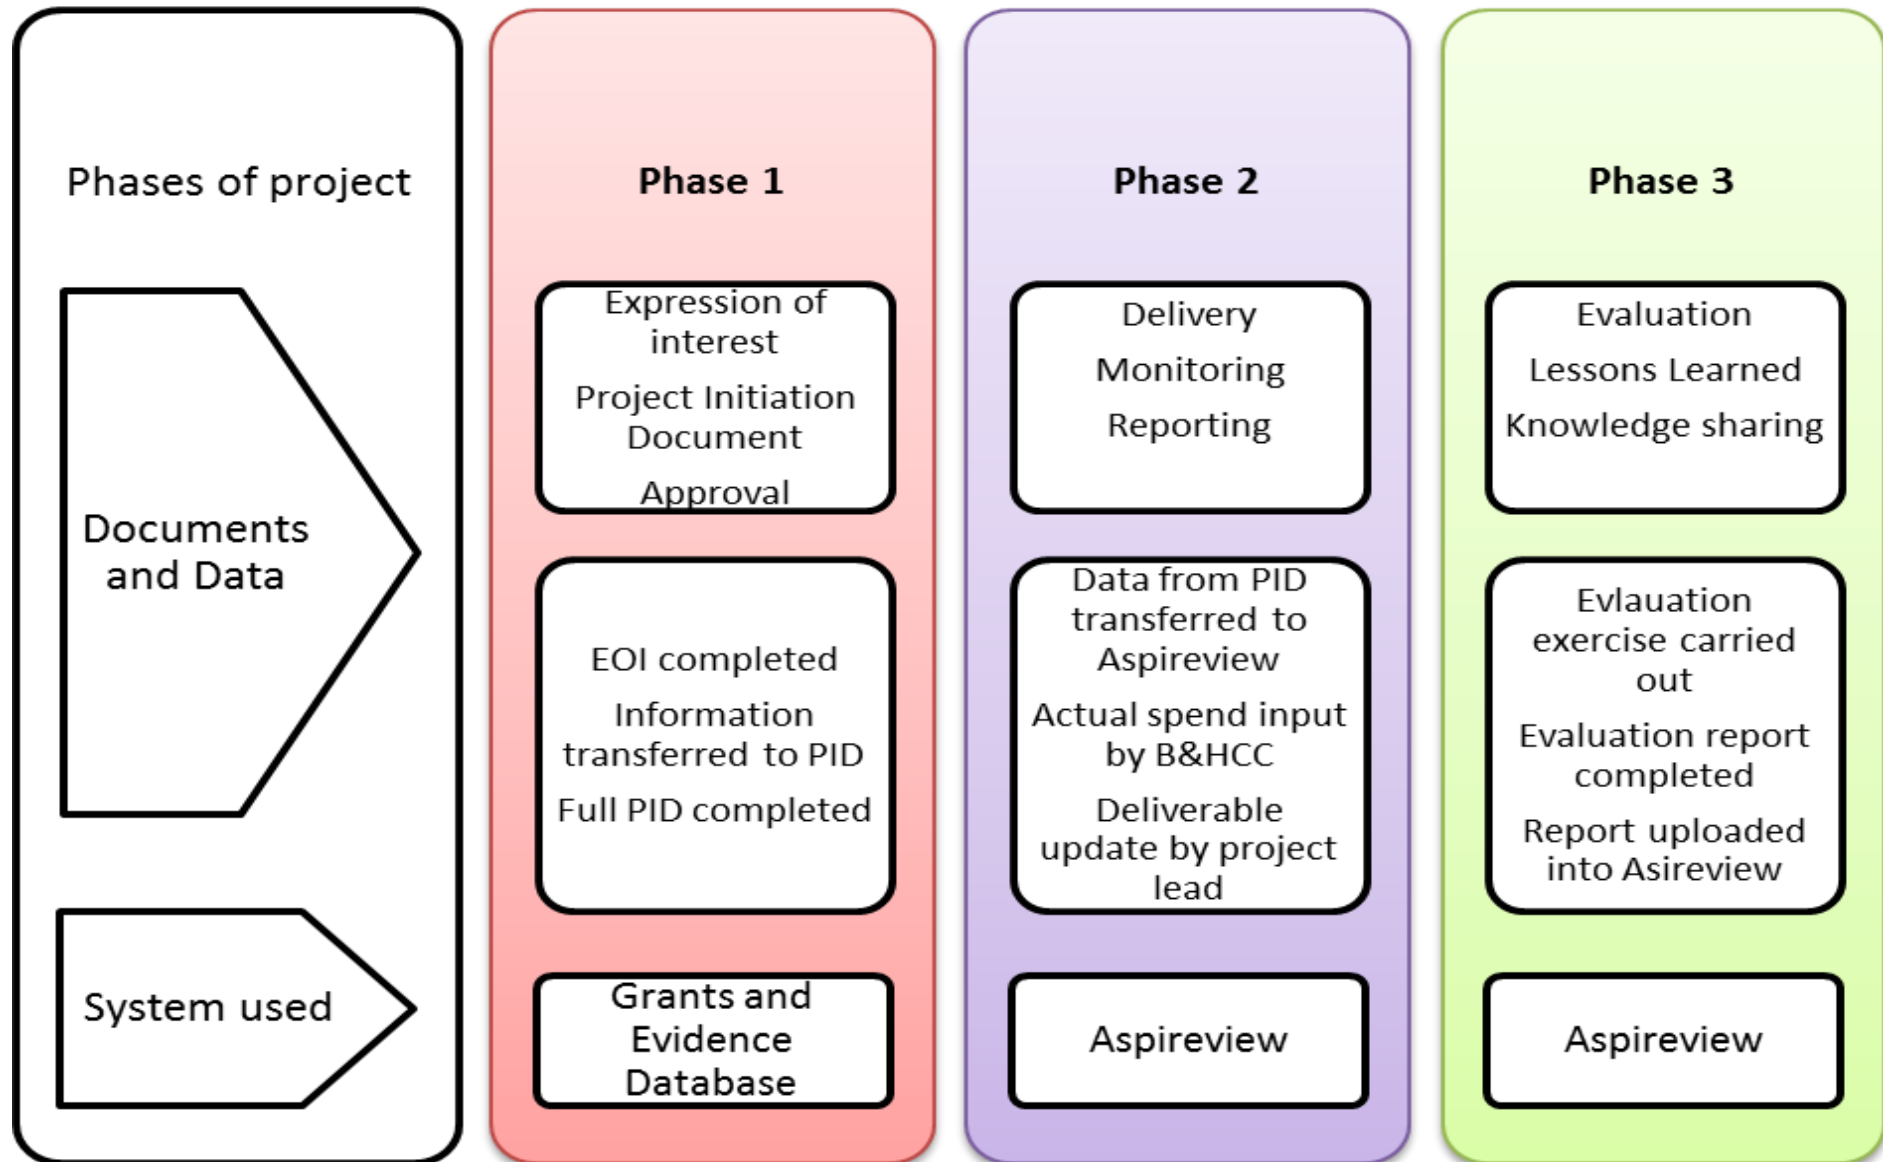 Phases of project
Documents
and Data
System used
Phase 1
Expression of
interest
Project Initiation
Document
Approval
EOI completed
Information
transferred to PID
Full PID completed
Grants and
Evidence
Database
Phase 2
Delivery
Monitoring
Reporting
Data from PID
transferred to
Aspireview
Actual spend input
by B&HCC
Deliverable
update by project
lead
Aspireview
Phase 3
Evaluation
Lessons Learned
Knowledge sharing
Evlauation
exercise carried
out
Evaluation report
completed
Report uploaded
into Asireview
Aspireview